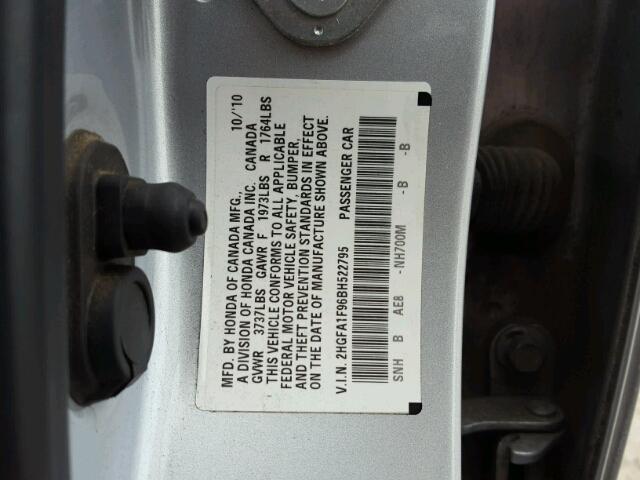 MFD. BY HONDA OF CANADA MFG., 10/'10
A DIVISION OF HONDA CANADA INC. CANADA
GVWR 3737LBS GAWR F 1973LBS R 1764LBS
THIS VEHICLE CONFORMS TO ALL APPLICABLE
FEDERAL MOTOR VEHICLE SAFETY, BUMPER,
AND THEFT PREVENTION STANDARDS IN EFFECT
ON THE DATE OF MANUFACTURE SHOWN ABOVE.
V.I.N. 2HGFA1F96BH522795 PASSENGER CAR
SNH B AE8 -NH700M -B -B